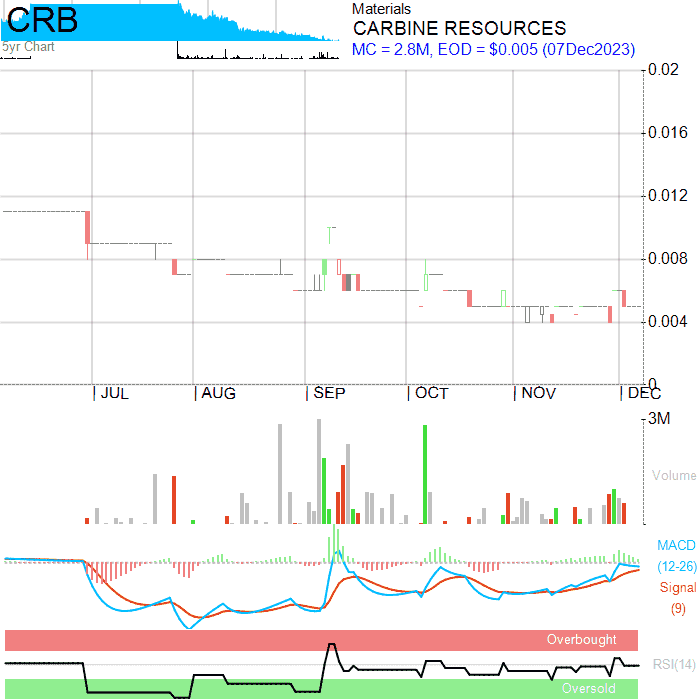 CRB
5yr Chart
Materials
CARBINE RESOURCES
MC = 2.8M, EOD = $0.005 (07Dec2023)
0.02
0.016
0.012
0.008
0.004
0
JUL AUG SEP OCT NOV DEC
3M
Volume
MACD
(12-26)
Signal
(9)
Overbought
RSI(14)
Oversold